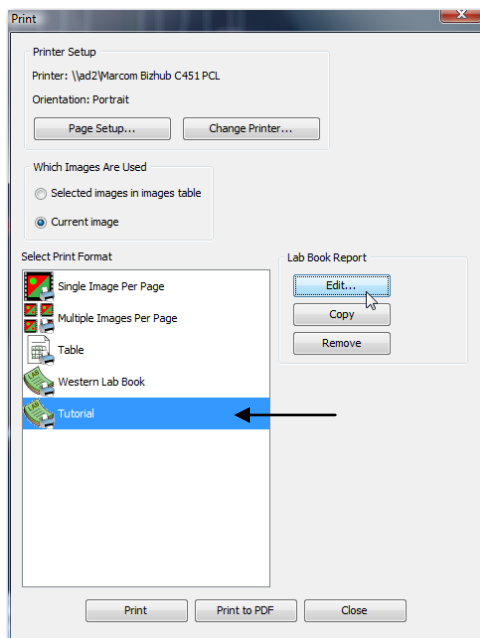 Print
Printer Setup
Printer: \\ad2\Marcom Bizhub C451 PCL
Orientation: Portrait
Page Setup...
Change Printer...
Which Images Are Used
Selected images in images table
Current image
Select Print Format
Single Image Per Page
Multiple Images Per Page
Table
Western Lab Book
Tutorial
Lab Book Report
Edit...
Copy
Remove
Print
Print to PDF
Close